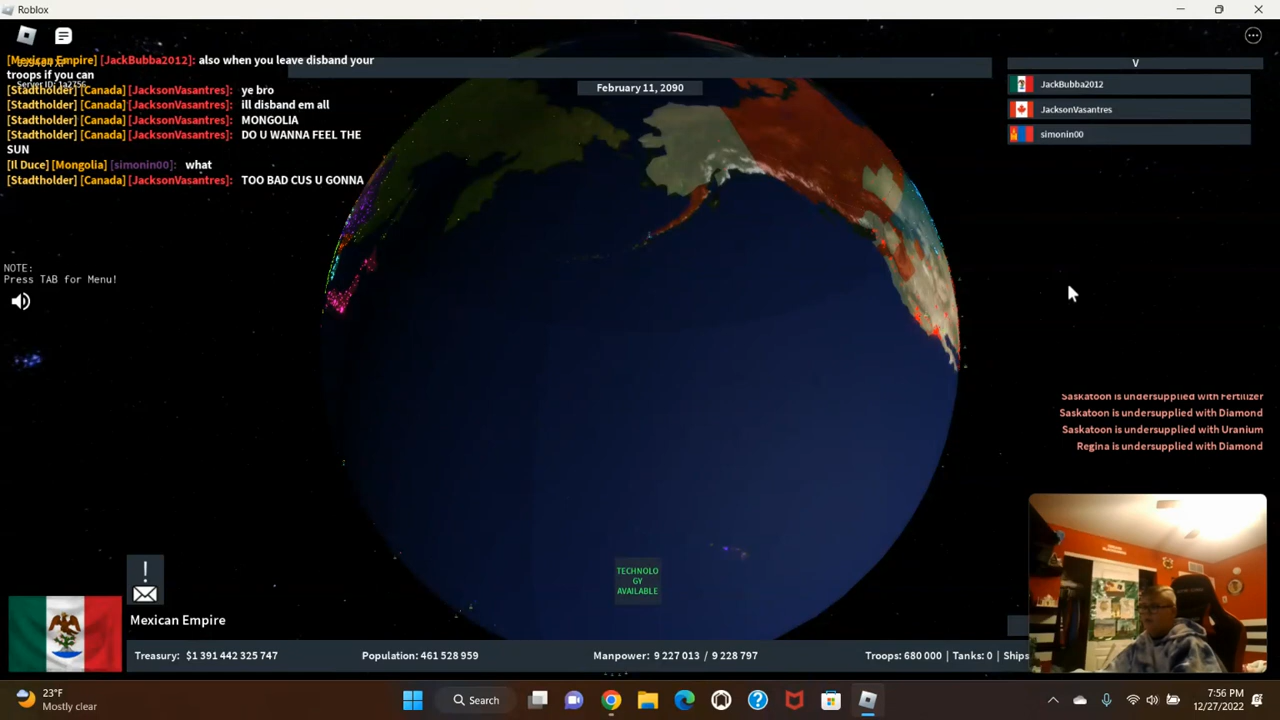 Roblox
[Mexican Empire] [JackBubba2012]: also when you leave disband your
troops if you can
[Stadtholder] [Canada] [JacksonVasantres]: ye bro
[Stadtholder] [Canada] [JacksonVasantres]: ill disband em all
[Stadtholder] [Canada] [JacksonVasantres]: MONGOLIA
[Stadtholder] [Canada] [JacksonVasantres]: DO U WANNA FEEL THE
SUN
[Il Duce] [Mongolia] [simonin00]: what
[Stadtholder] [Canada] [JacksonVasantres]: TOO BAD CUS U GONNA
February 11, 2090
V
JackBubba2012
JacksonVasantres
simonin00
NOTE:
Press TAB for Menu!
Saskatoon is undersupplied with Fertilizer
Saskatoon is undersupplied with Diamond
Saskatoon is undersupplied with Uranium
Regina is undersupplied with Diamond
TECHNOLO
GY
AVAILABLE
!
Mexican Empire
Treasury: $1 391 442 325 747
Population: 461 528 959
Manpower: 9 227 013 / 9 228 797
Troops: 680 000 | Tanks: 0 | Ships
23°F
Mostly clear
Search
7:56 PM
12/27/2022